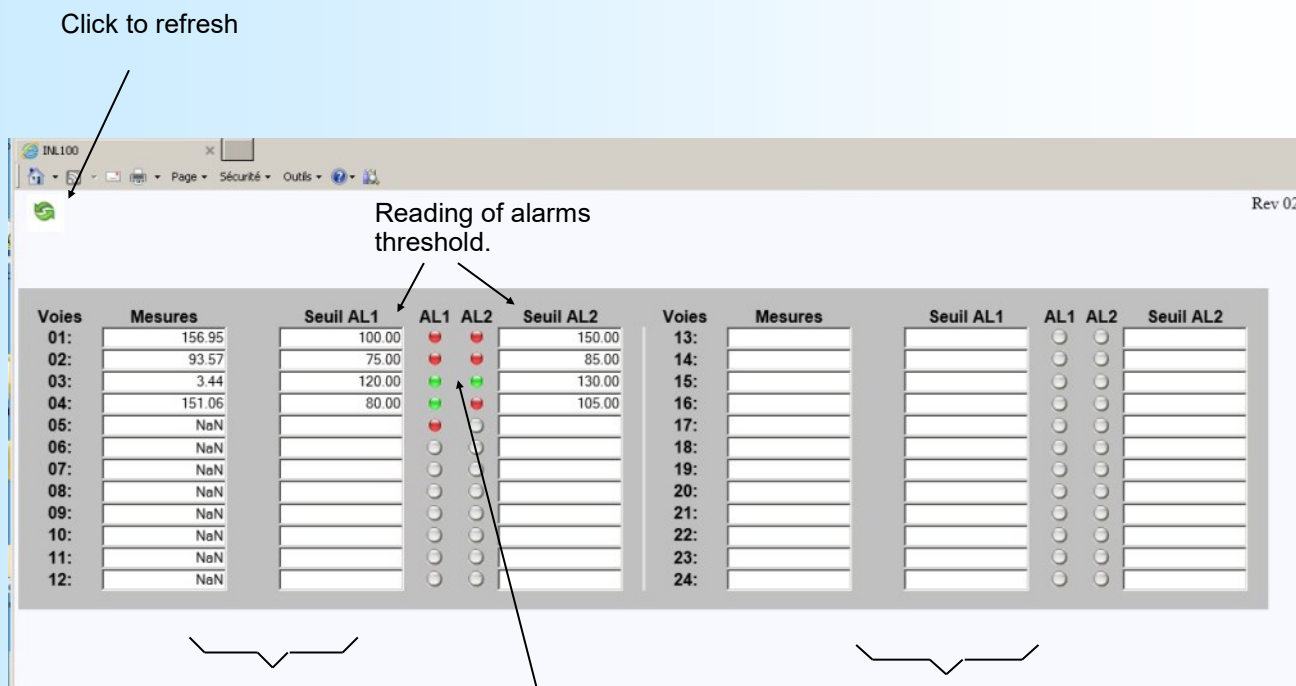 Click to refresh
INL100
Page Sécurité Outils
Rev 02
Reading of alarms
threshold.
Voies Mesures Seuil AL1 AL1 AL2 Seuil AL2 Voies Mesures Seuil AL1 AL1 AL2 Seuil AL2
01: 156.95 100.00 150.00 13:
02: 93.57 75.00 85.00 14:
03: 3.44 120.00 130.00 15:
04: 151.06 80.00 105.00 16:
05: NaN 17:
06: NaN 18:
07: NaN 19:
08: NaN 20:
09: NaN 21:
10: NaN 22:
11: NaN 23:
12: NaN 24: